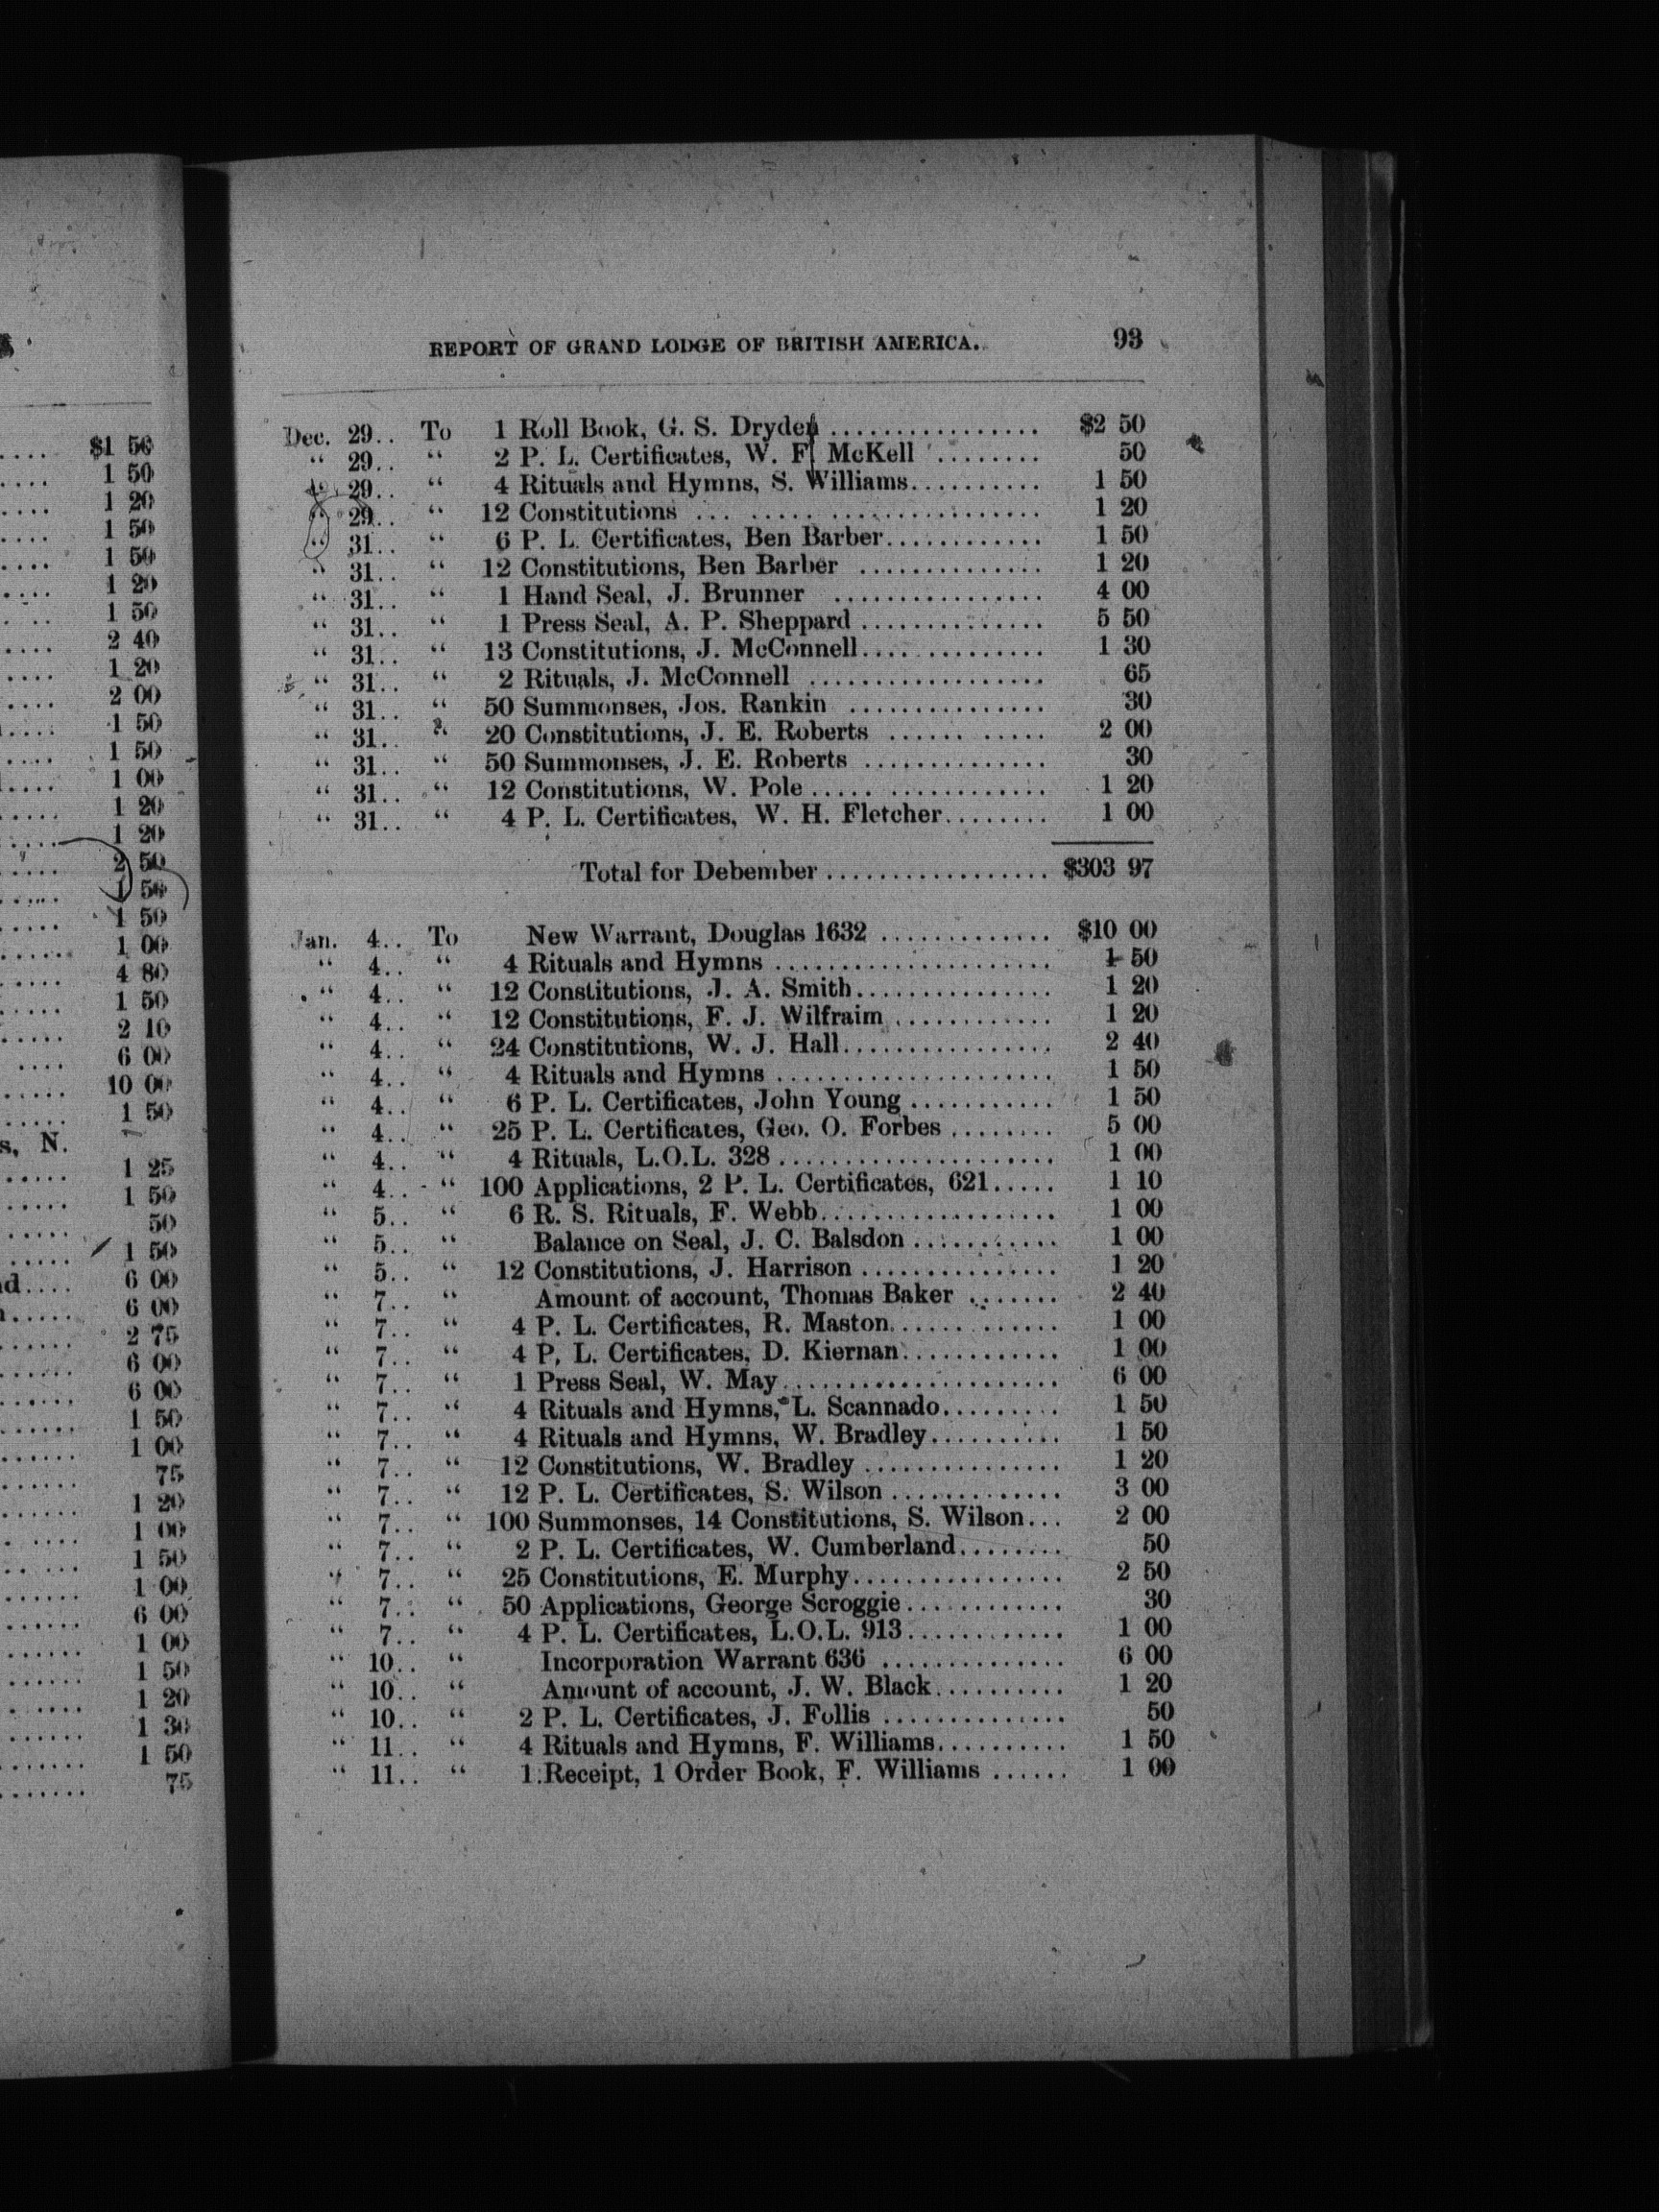 REPORT OF GRAND LODGE OF BRITISH AMERICA. 93
Dec. 29.. To 1 Roll Book, G. S. Dryden ................ $2 50
“ 29.. “ 2 P. L. Certificates, W. F. McKell ........ 50
“ 29.. “ 4 Rituals and Hymns, S. Williams.......... 1 50
“ 29.. “ 12 Constitutions ... ..... .................. 1 20
“ 31.. “ 6 P. L. Certificates, Ben Barber............ 1 50
“ 31.. “ 12 Constitutions, Ben Barber .............. 1 20
“ 31.. “ 1 Hand Seal, J. Brunner ................ 4 00
“ 31.. “ 1 Press Seal, A. P. Sheppard .............. 5 50
“ 31.. “ 13 Constitutions, J. McConnell.............. 1 30
“ 31.. “ 2 Rituals, J. McConnell .................. 65
“ 31.. “ 50 Summonses, Jos. Rankin ............... 30
“ 31.. “ 20 Constitutions, J. E. Roberts ............ 2 00
“ 31.. “ 50 Summonses, J. E. Roberts .............. 30
“ 31.. “ 12 Constitutions, W. Pole..... ............. 1 20
“ 31.. “ 4 P. L. Certificates, W. H. Fletcher........ 1 00
Total for Debember................. $303 97
Jan. 4.. To New Warrant, Douglas 1632 ............. $10 00
“ 4.. “ 4 Rituals and Hymns ...................... 1 50
“ 4.. “ 12 Constitutions, J. A. Smith................ 1 20
“ 4.. “ 12 Constitutions, F. J. Wilfraim ............ 1 20
“ 4.. “ 24 Constitutions, W. J. Hall................. 2 40
“ 4.. “ 4 Rituals and Hymns ...................... 1 50
“ 4.. “ 6 P. L. Certificates, John Young ........... 1 50
“ 4.. “ 25 P. L. Certificates, Geo. O. Forbes ........ 5 00
“ 4.. “ 4 Rituals, L.O.L. 328 ...................... 1 00
“ 4.. “ 100 Applications, 2 P. L. Certificates, 621..... 1 10
“ 5.. “ 6 R. S. Rituals, F. Webb................... 1 00
“ 5.. “ Balance on Seal, J. C. Balsdon ........... 1 00
“ 5.. “ 12 Constitutions, J. Harrison ............... 1 20
“ 7.. “ Amount of account, Thomas Baker ....... 2 40
“ 7.. “ 4 P. L. Certificates, R. Maston............. 1 00
“ 7.. “ 4 P. L. Certificates, D. Kiernan............ 1 00
“ 7.. “ 1 Press Seal, W. May...................... 6 00
“ 7.. “ 4 Rituals and Hymns, L. Scannado......... 1 50
“ 7.. “ 4 Rituals and Hymns, W. Bradley.......... 1 50
“ 7.. “ 12 Constitutions, W. Bradley ............... 1 20
“ 7.. “ 12 P. L. Certificates, S. Wilson ............. 3 00
“ 7.. “ 100 Summonses, 14 Constitutions, S. Wilson... 2 00
“ 7.. “ 2 P. L. Certificates, W. Cumberland........ 50
“ 7.. “ 25 Constitutions, E. Murphy................ 2 50
“ 7.. “ 50 Applications, George Scroggie............ 30
“ 7.. “ 4 P. L. Certificates, L.O.L. 913............ 1 00
“ 10.. “ Incorporation Warrant 636 .............. 6 00
“ 10.. “ Amount of account, J. W. Black.......... 1 20
“ 10.. “ 2 P. L. Certificates, J. Follis .............. 50
“ 11.. “ 4 Rituals and Hymns, F. Williams.......... 1 50
“ 11.. “ 1 Receipt, 1 Order Book, F. Williams ...... 1 00